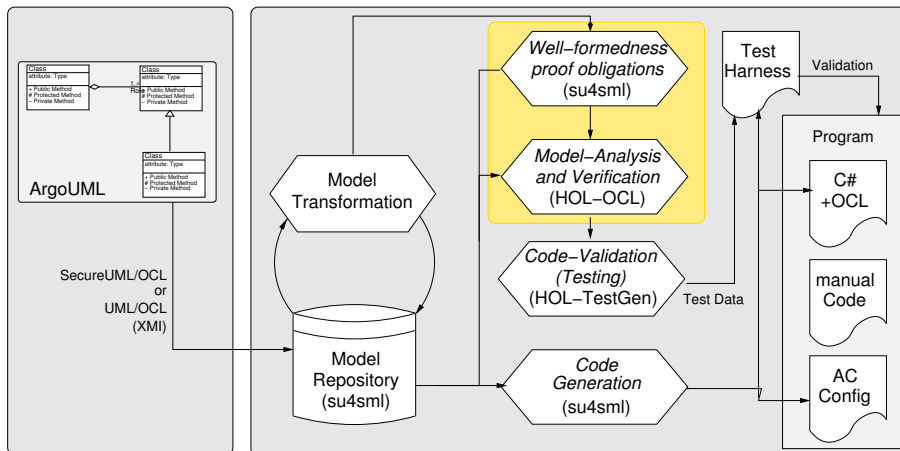 Class
attribute: Type
+ Public Method
# Protected Method
− Private Method
1..*
Role
Class
attribute: Type
+ Public Method
# Protected Method
− Private Method
Class
attribute: Type
+ Public Method
# Protected Method
− Private Method
ArgoUML
SecureUML/OCL
or
UML/OCL
(XMI)
Model
Transformation
Model
Repository
(su4sml)
Well−formedness
proof obligations
(su4sml)
Model−Analysis
and Verification
(HOL−OCL)
Code−Validation
(Testing)
(HOL−TestGen)
Code
Generation
(su4sml)
Test Data
Test
Harness
Validation
Program
C#
+OCL
manual
Code
AC
Config